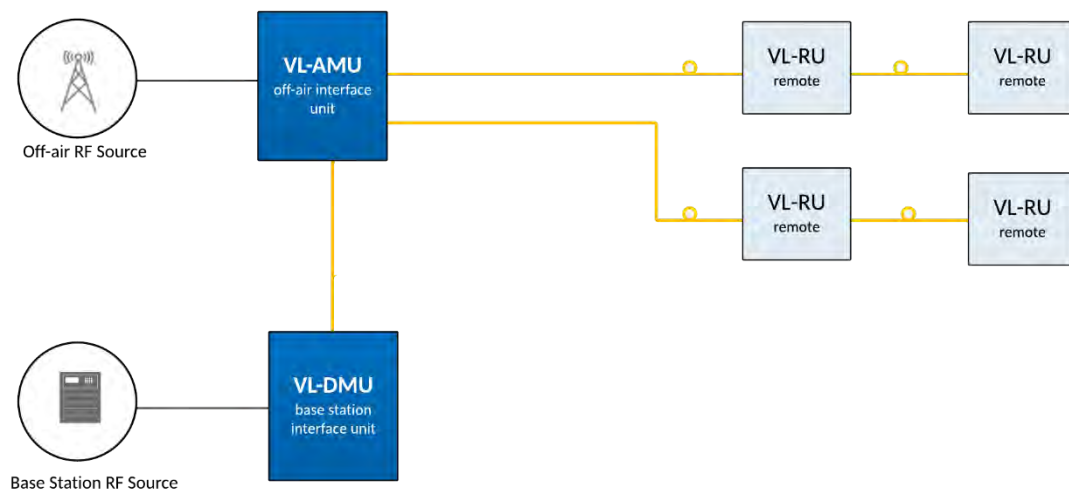 VL-AMU
off-air interface
unit
Off-air RF Source
VL-RU
remote
VL-RU
remote
VL-RU
remote
VL-RU
remote
VL-DMU
base station
interface unit
Base Station RF Source